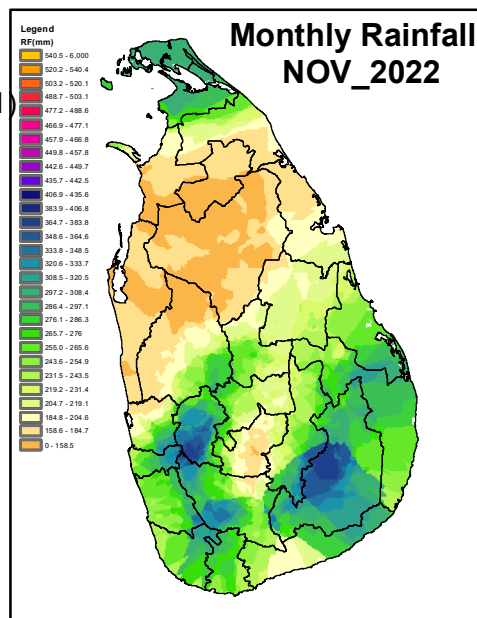 Monthly Rainfall
NOV_2022
Legend
RF(mm)
540.5 - 6,000
520.2 - 540.4
503.2 - 520.1
488.7 - 503.1
477.2 - 488.6
466.9 - 477.1
457.9 - 466.8
449.8 - 457.8
442.6 - 449.7
435.7 - 442.5
406.9 - 435.6
383.9 - 406.8
364.7 - 383.8
348.6 - 364.6
333.8 - 348.5
320.6 - 333.7
308.5 - 320.5
297.2 - 308.4
286.4 - 297.1
276.1 - 286.3
265.7 - 276
255.0 - 265.6
243.6 - 254.9
231.5 - 243.5
219.2 - 231.4
204.7 - 219.1
184.8 - 204.6
158.6 - 184.7
0 - 158.5